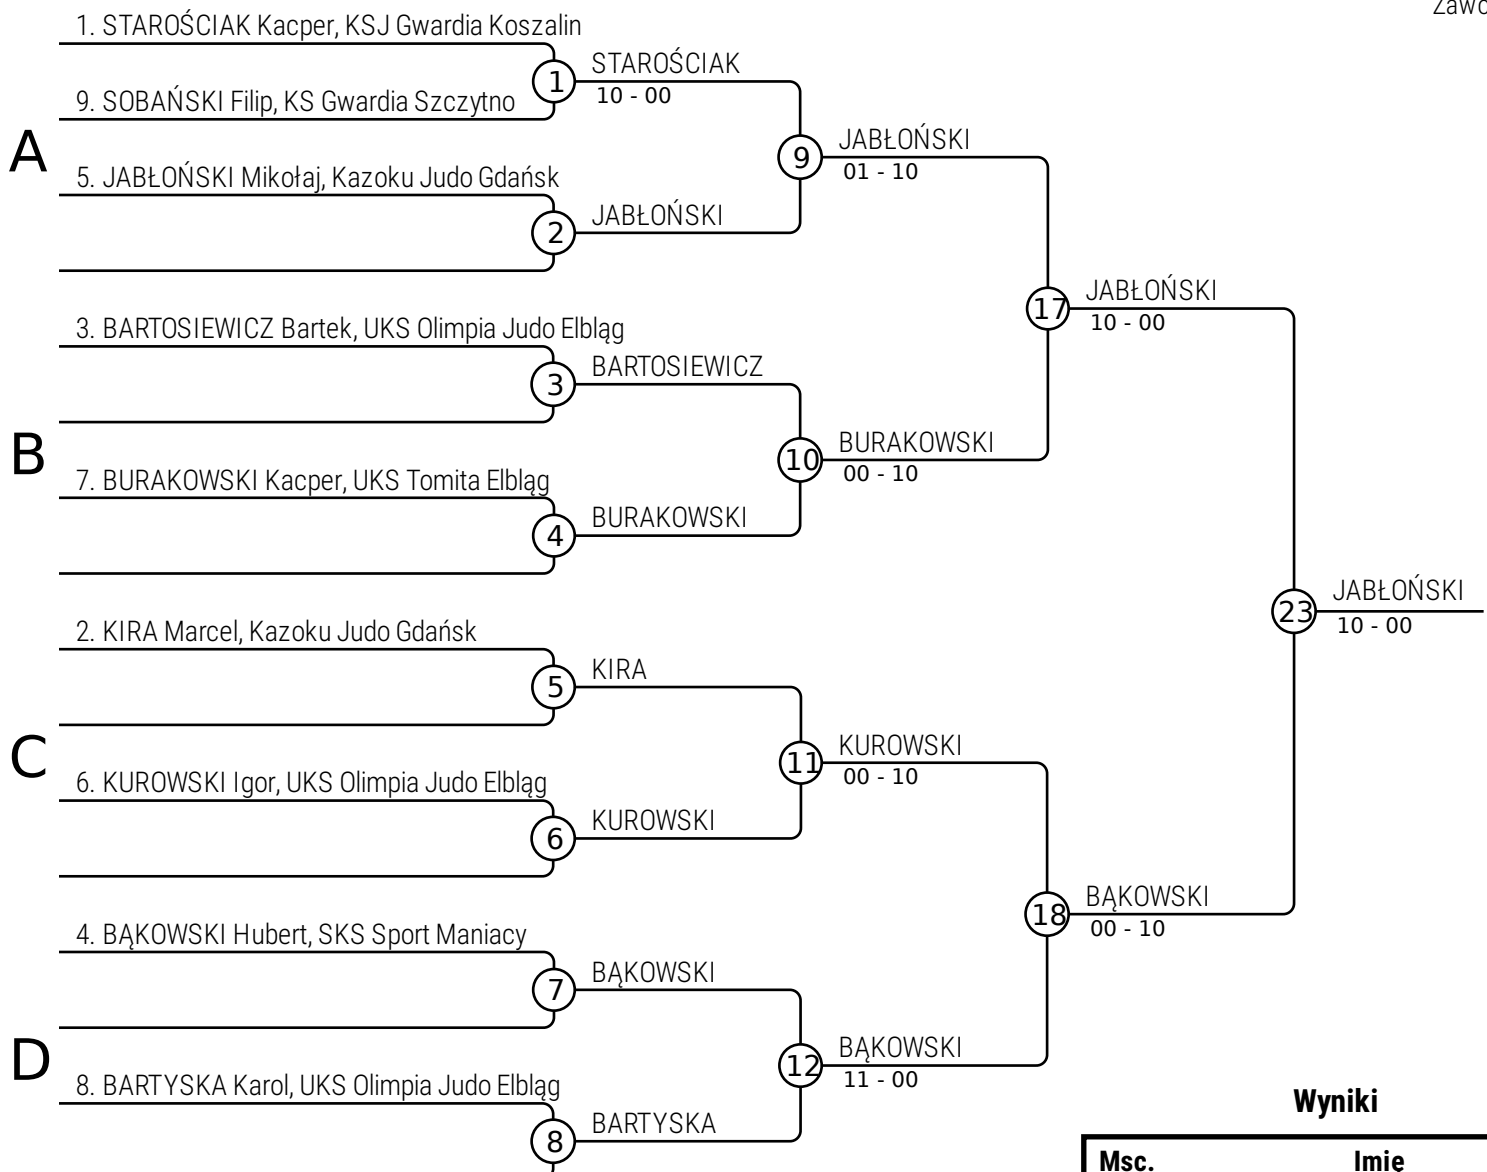 Zawo
1. STAROŚCIAK Kacper, KSJ Gwardia Koszalin
1
STAROŚCIAK
10 - 00
9. SOBAŃSKI Filip, KS Gwardia Szczytno
A
9
JABŁOŃSKI
01 - 10
5. JABŁOŃSKI Mikołaj, Kazoku Judo Gdańsk
2
JABŁOŃSKI
17
JABŁOŃSKI
10 - 00
3. BARTOSIEWICZ Bartek, UKS Olimpia Judo Elbląg
3
BARTOSIEWICZ
B
10
BURAKOWSKI
00 - 10
7. BURAKOWSKI Kacper, UKS Tomita Elbląg
4
BURAKOWSKI
23
JABŁOŃSKI
10 - 00
2. KIRA Marcel, Kazoku Judo Gdańsk
5
KIRA
C
11
KUROWSKI
00 - 10
6. KUROWSKI Igor, UKS Olimpia Judo Elbląg
6
KUROWSKI
18
BĄKOWSKI
00 - 10
4. BĄKOWSKI Hubert, SKS Sport Maniacy
7
BĄKOWSKI
D
12
BĄKOWSKI
11 - 00
8. BARTYSKA Karol, UKS Olimpia Judo Elbląg
8
BARTYSKA
Wyniki
Msc. Imię